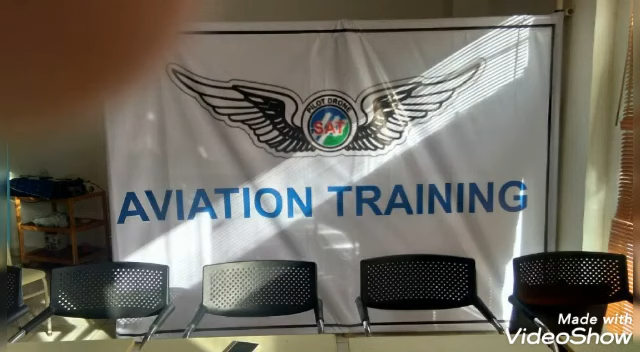 PILOT DRONE
SAT
AVIATION TRAINING
Made with
VideoShow